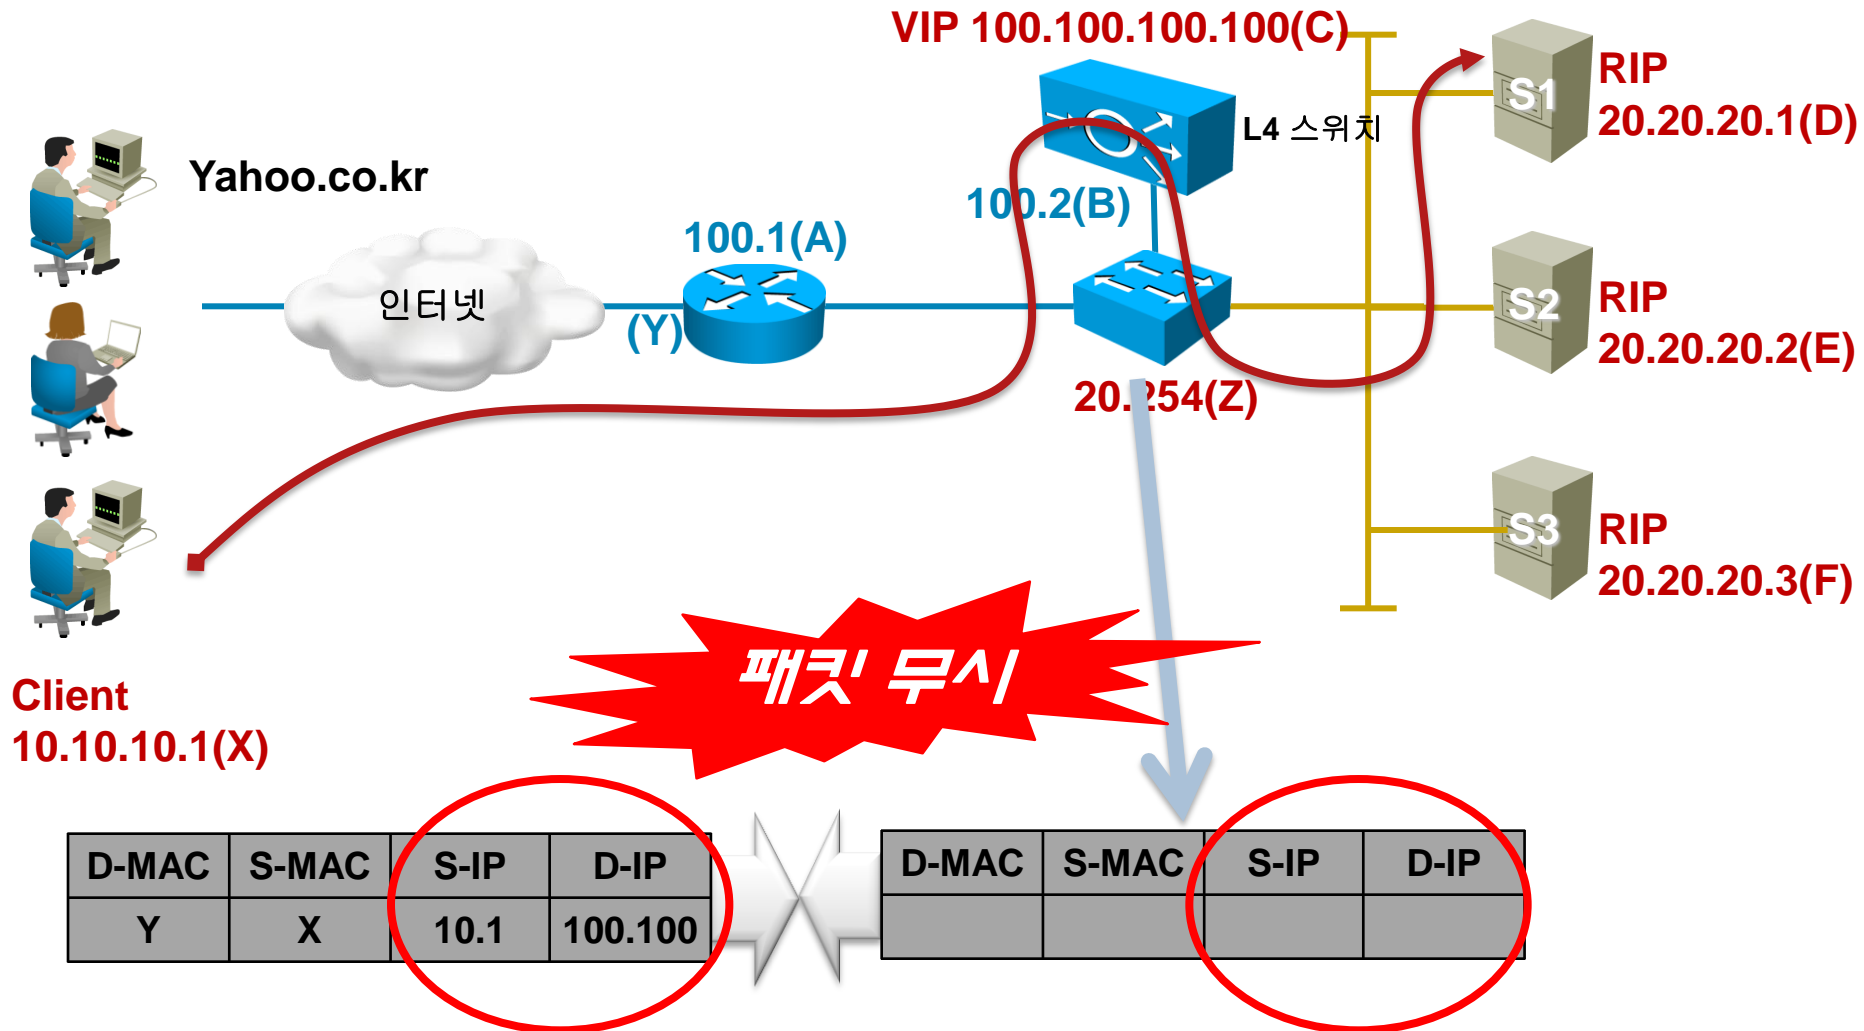 VIP 100.100.100.100(C)
S1
RIP
20.20.20.1(D)
L4 스위치
Yahoo.co.kr
100.2(B)
100.1(A)
인터넷
(Y)
S2
RIP
20.20.20.2(E)
20.254(Z)
S3
RIP
20.20.20.3(F)
패킷 무시
Client
10.10.10.1(X)
D-MAC S-MAC S-IP D-IP
Y X 10.1 100.100
D-MAC S-MAC S-IP D-IP